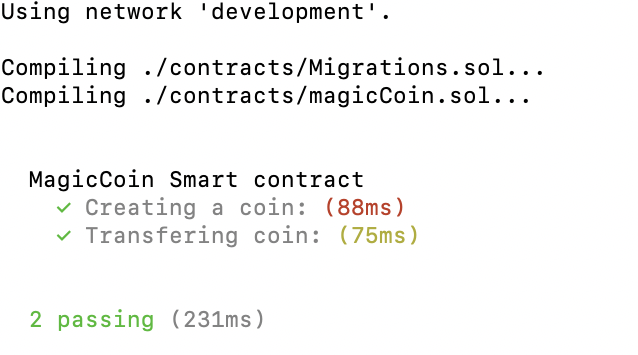 Using network 'development'.
Compiling ./contracts/Migrations.sol...
Compiling ./contracts/magicCoin.sol...
MagicCoin Smart contract
✓ Creating a coin: (88ms)
✓ Transfering coin: (75ms)
2 passing (231ms)